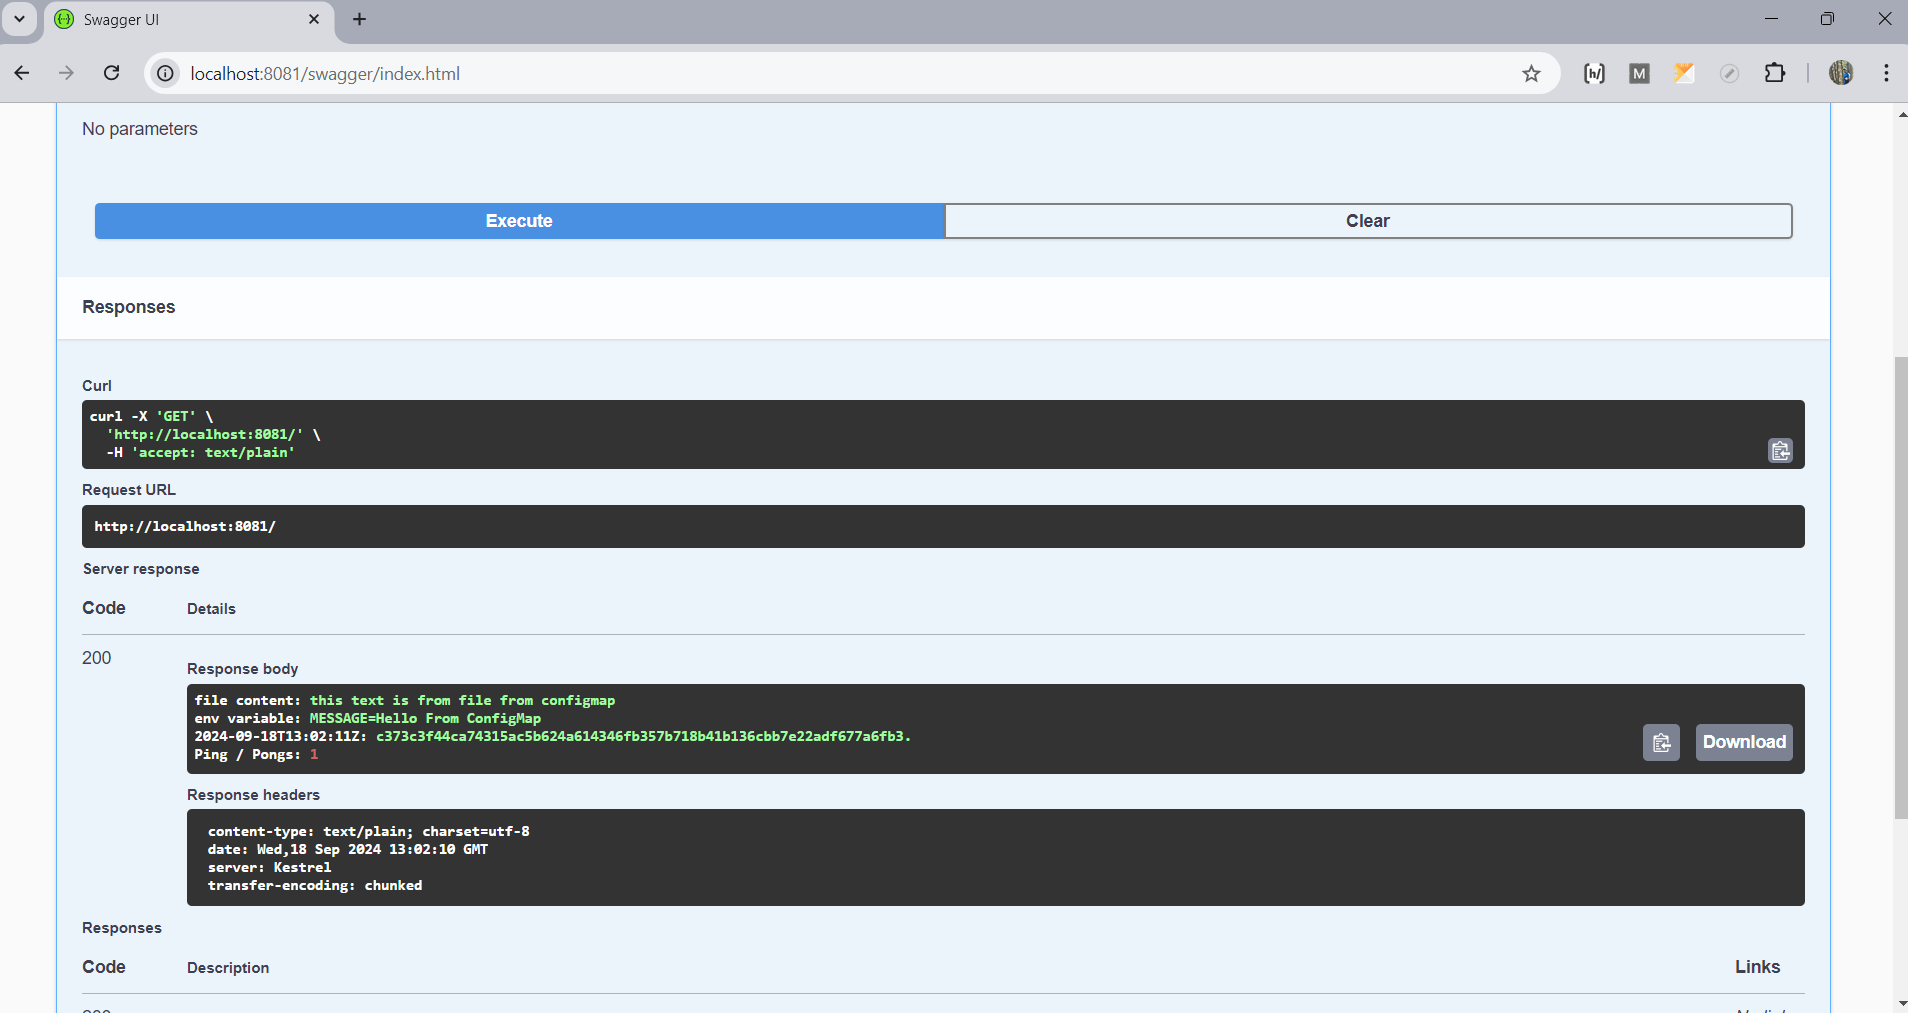 Swagger UI
localhost:8081/swagger/index.html
No parameters
Execute
Clear
Responses
Curl
curl -X 'GET' \
'http://localhost:8081/' \
-H 'accept: text/plain'
Request URL
http://localhost:8081/
Server response
Code Details
200
Response body
file content: this text is from file from configmap
env variable: MESSAGE=Hello From ConfigMap
2024-09-18T13:02:11Z: c373c3f44ca74315ac5b624a614346fb357b718b41b136cbb7e22adf677a6fb3.
Ping / Pongs: 1
Download
Response headers
content-type: text/plain; charset=utf-8
date: Wed,18 Sep 2024 13:02:10 GMT
server: Kestrel
transfer-encoding: chunked
Responses
Code Description Links